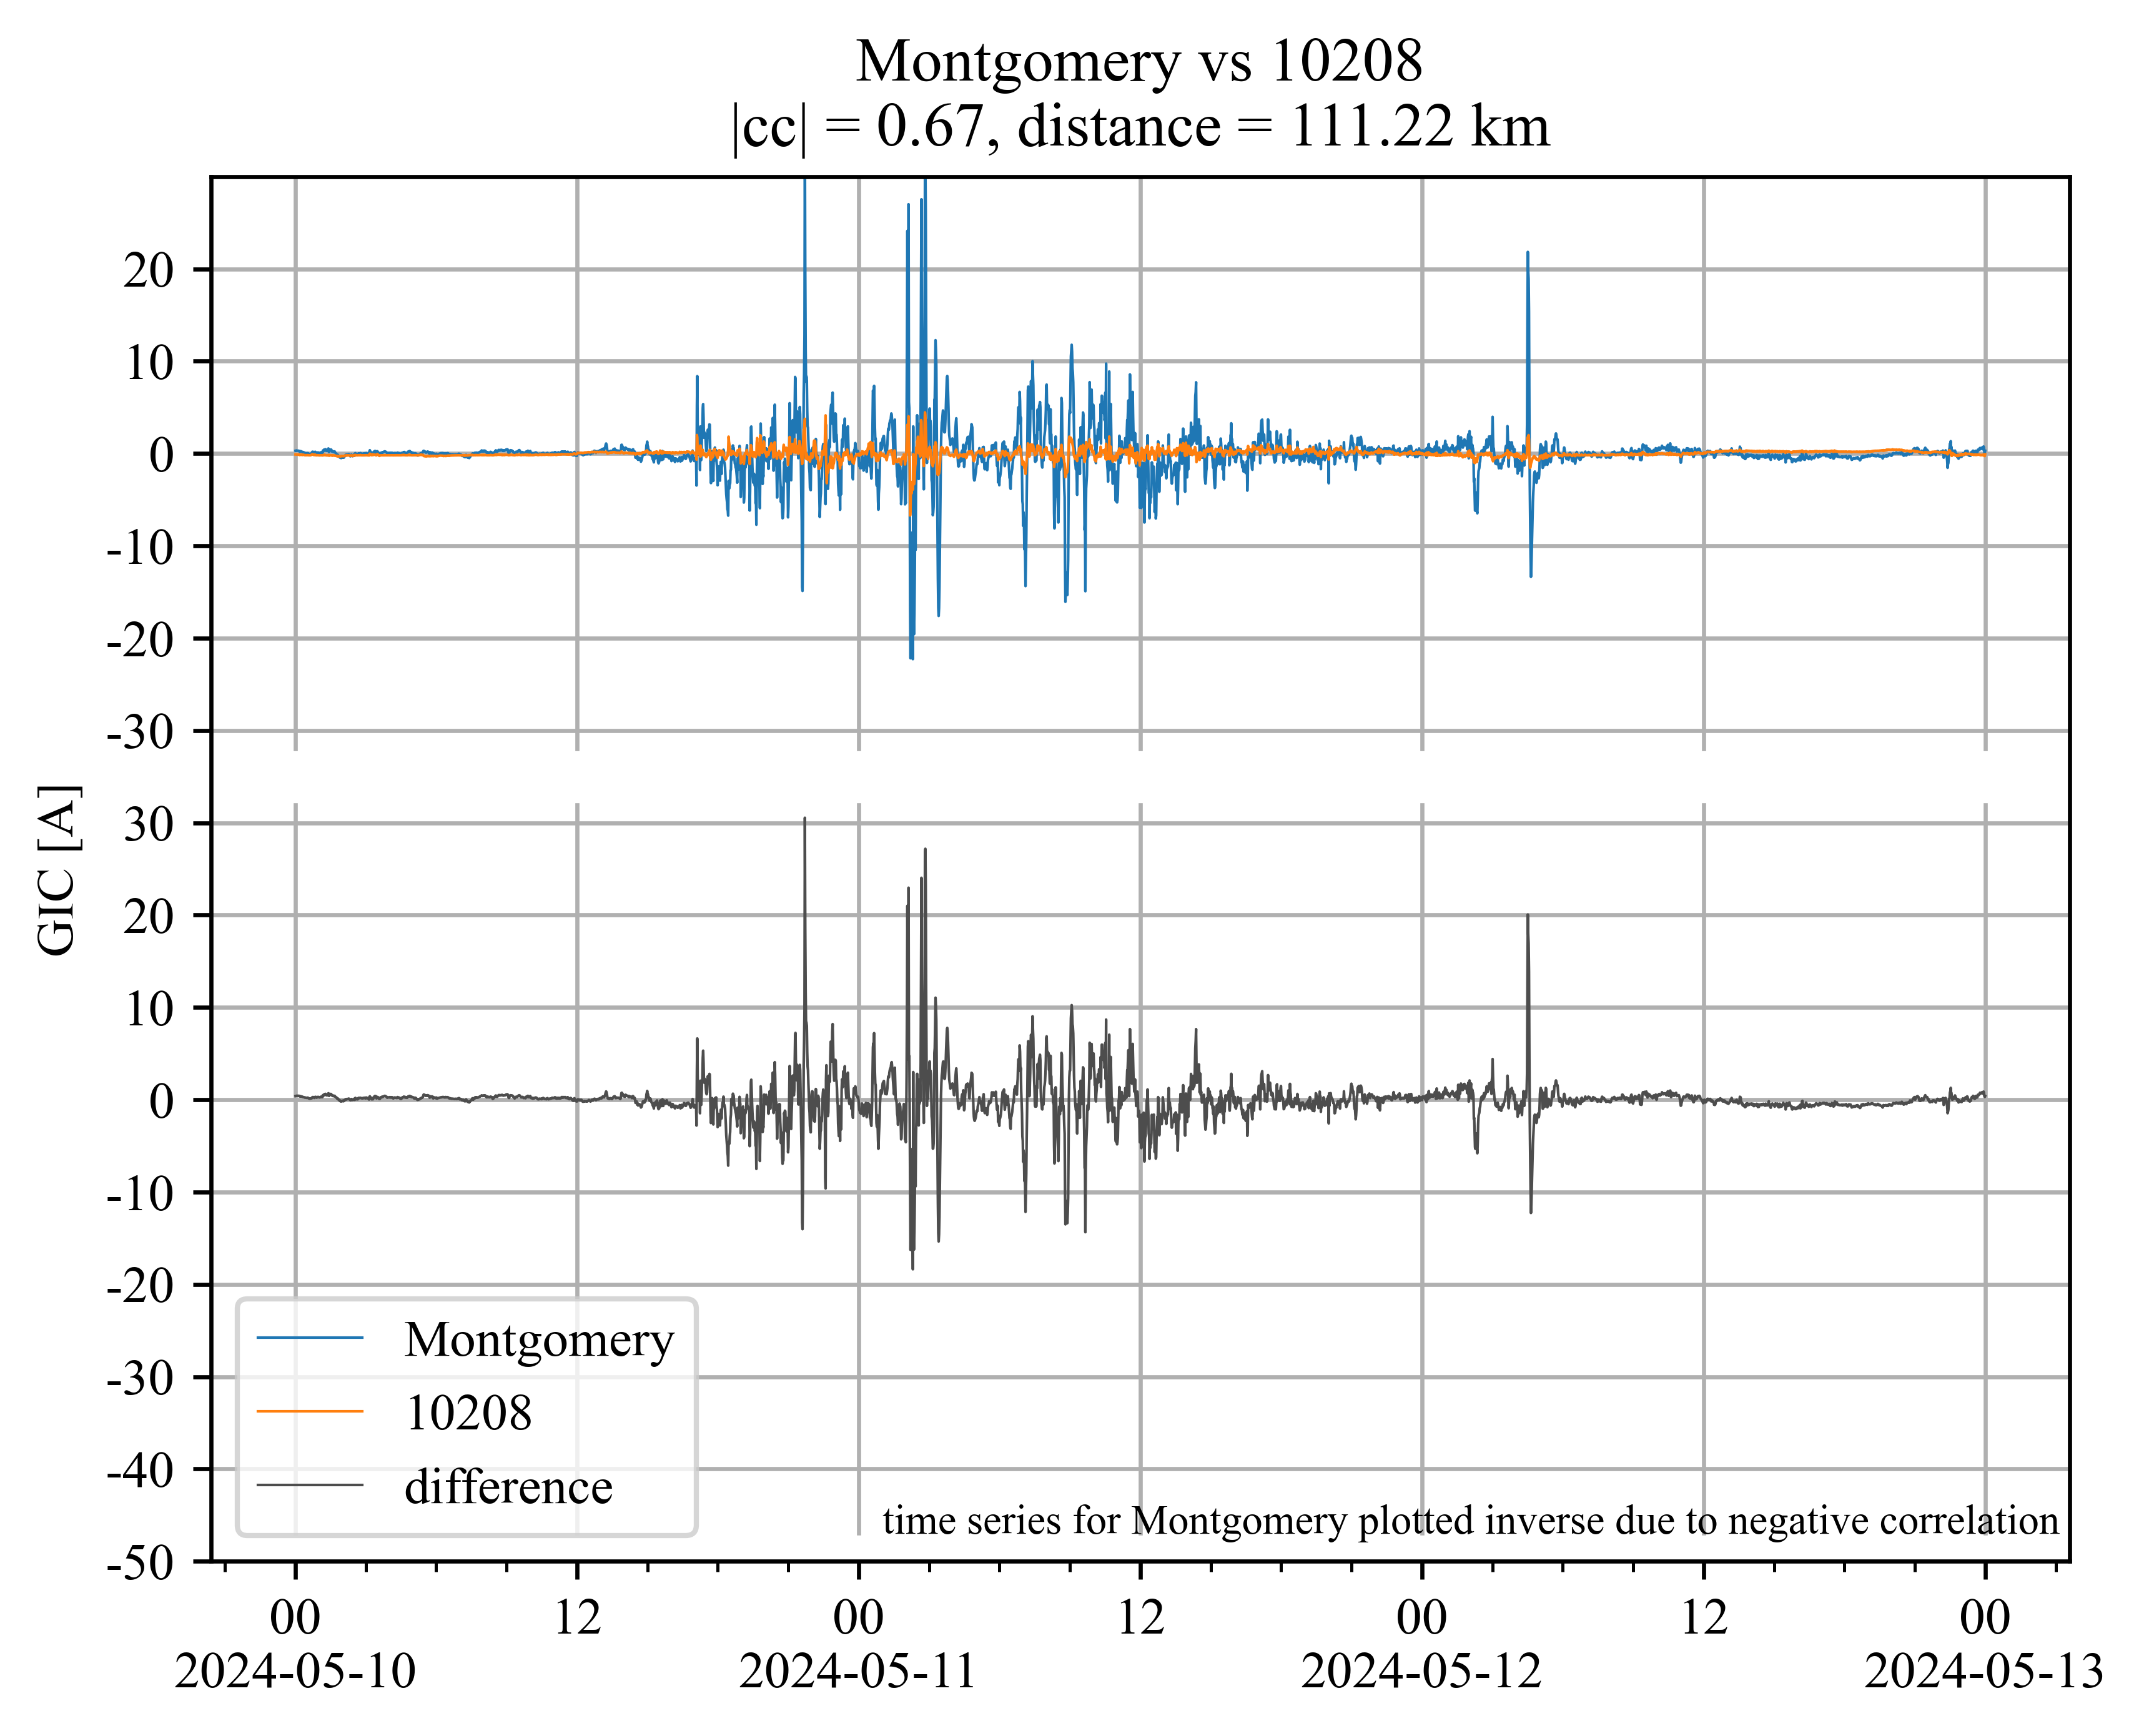 Montgomery vs 10208
|cc| = 0.67, distance = 111.22 km
20
10
0
-10
-20
-30
30
20
10
0
-10
-20
-30
-40
-50
GIC [A]
Montgomery
10208
difference
time series for Montgomery plotted inverse due to negative correlation
00 12 00 12 00 12 00
2024-05-10 2024-05-11 2024-05-12 2024-05-13